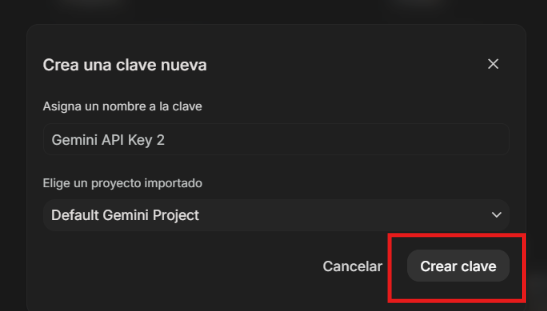 Crea una clave nueva
Asigna un nombre a la clave
Gemini API Key 2
Elige un proyecto importado
Default Gemini Project
Cancelar Crear clave